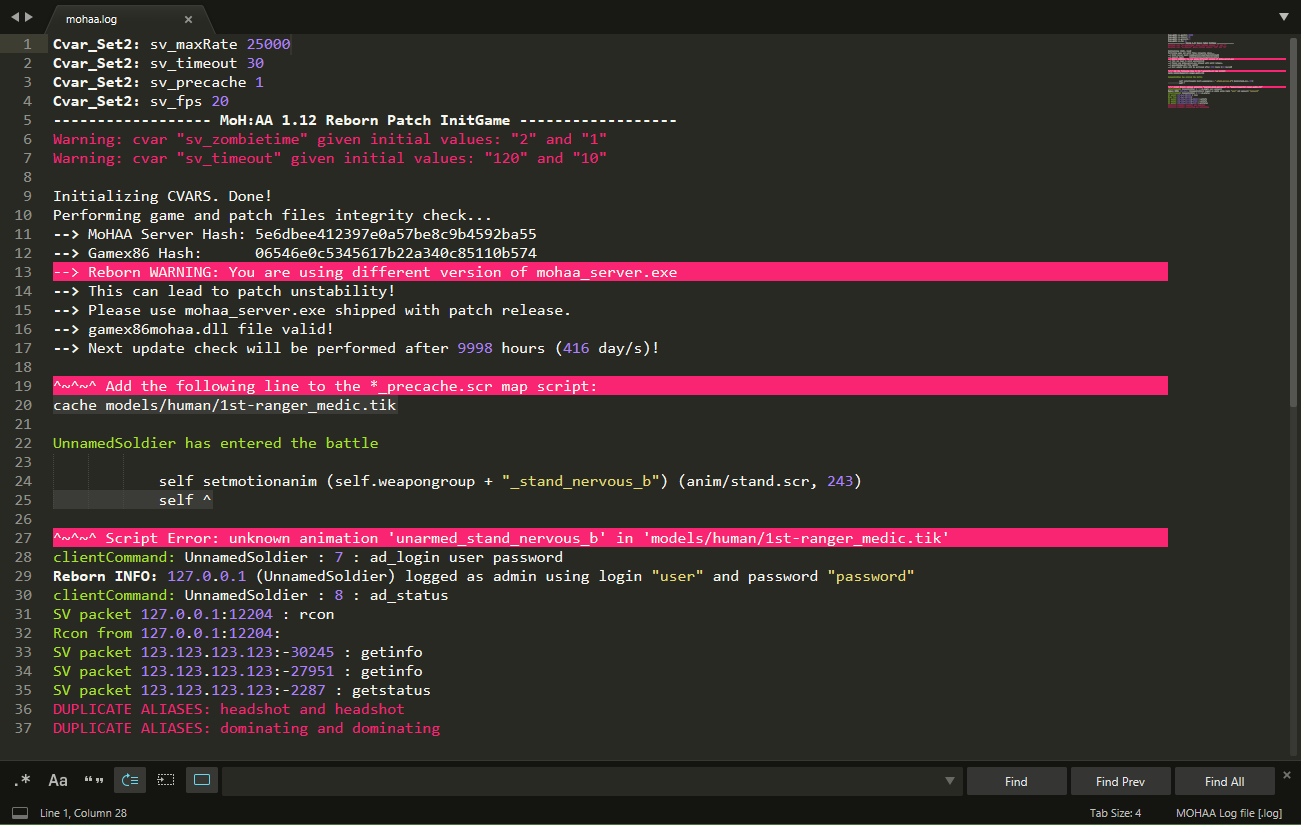 mohaa.log
1 Cvar_Set2: sv_maxRate 25000
2 Cvar_Set2: sv_timeout 30
3 Cvar_Set2: sv_precache 1
4 Cvar_Set2: sv_fps 20
5 ------------------ MoH:AA 1.12 Reborn Patch InitGame ------------------
6 Warning: cvar "sv_zombietime" given initial values: "2" and "1"
7 Warning: cvar "sv_timeout" given initial values: "120" and "10"
8
9 Initializing CVARS. Done!
10 Performing game and patch files integrity check...
11 --> MoHAA Server Hash: 5e6dbee412397e0a57be8c9b4592ba55
12 --> Gamex86 Hash:      06546e0c5345617b22a340c85110b574
13 --> Reborn WARNING: You are using different version of mohaa_server.exe
14 --> This can lead to patch unstability!
15 --> Please use mohaa_server.exe shipped with patch release.
16 --> gamex86mohaa.dll file valid!
17 --> Next update check will be performed after 9998 hours (416 day/s)!
18
19 ^~^~^ Add the following line to the *_precache.scr map script:
20 cache models/human/1st-ranger_medic.tik
21
22 UnnamedSoldier has entered the battle
23
24             self setmotionanim (self.weapongroup + "_stand_nervous_b") (anim/stand.scr, 243)
25             self ^
26
27 ^~^~^ Script Error: unknown animation 'unarmed_stand_nervous_b' in 'models/human/1st-ranger_medic.tik'
28 clientCommand: UnnamedSoldier : 7 : ad_login user password
29 Reborn INFO: 127.0.0.1 (UnnamedSoldier) logged as admin using login "user" and password "password"
30 clientCommand: UnnamedSoldier : 8 : ad_status
31 SV packet 127.0.0.1:12204 : rcon
32 Rcon from 127.0.0.1:12204:
33 SV packet 123.123.123.123:-30245 : getinfo
34 SV packet 123.123.123.123:-27951 : getinfo
35 SV packet 123.123.123.123:-2287 : getstatus
36 DUPLICATE ALIASES: headshot and headshot
37 DUPLICATE ALIASES: dominating and dominating
.* Aa “” Find Find Prev Find All
Line 1, Column 28 Tab Size: 4 MOHAA Log file [.log]